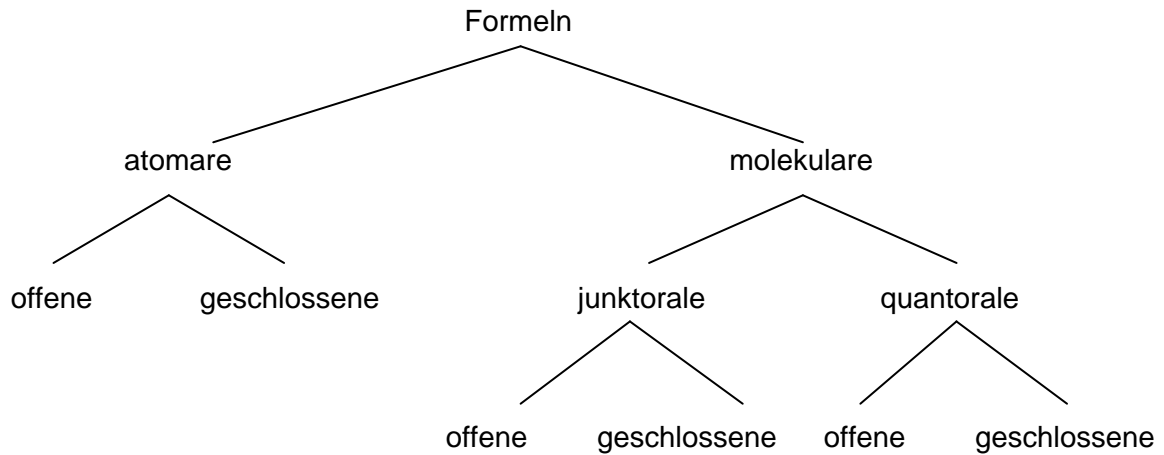 Formeln
atomare molekulare
offene geschlossene junktorale quantorale
offene geschlossene offene geschlossene